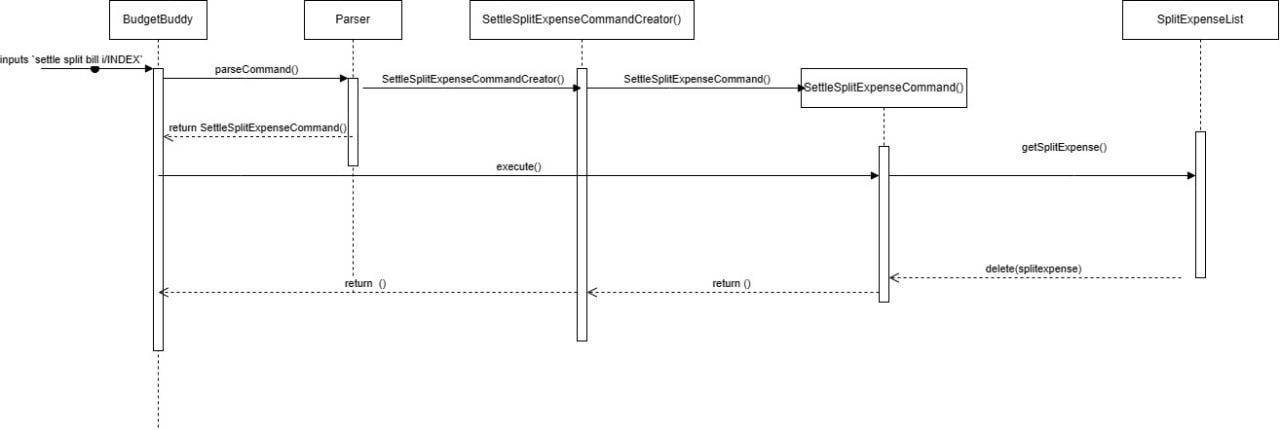 BudgetBuddy
Parser
SettleSplitExpenseCommandCreator()
SplitExpenseList
inputs `settle split bill i/INDEX`
parseCommand()
SettleSplitExpenseCommandCreator()
SettleSplitExpenseCommand()
SettleSplitExpenseCommand()
return SettleSplitExpenseCommand()
getSplitExpense()
execute()
delete(splitexpense)
return ()
return ()